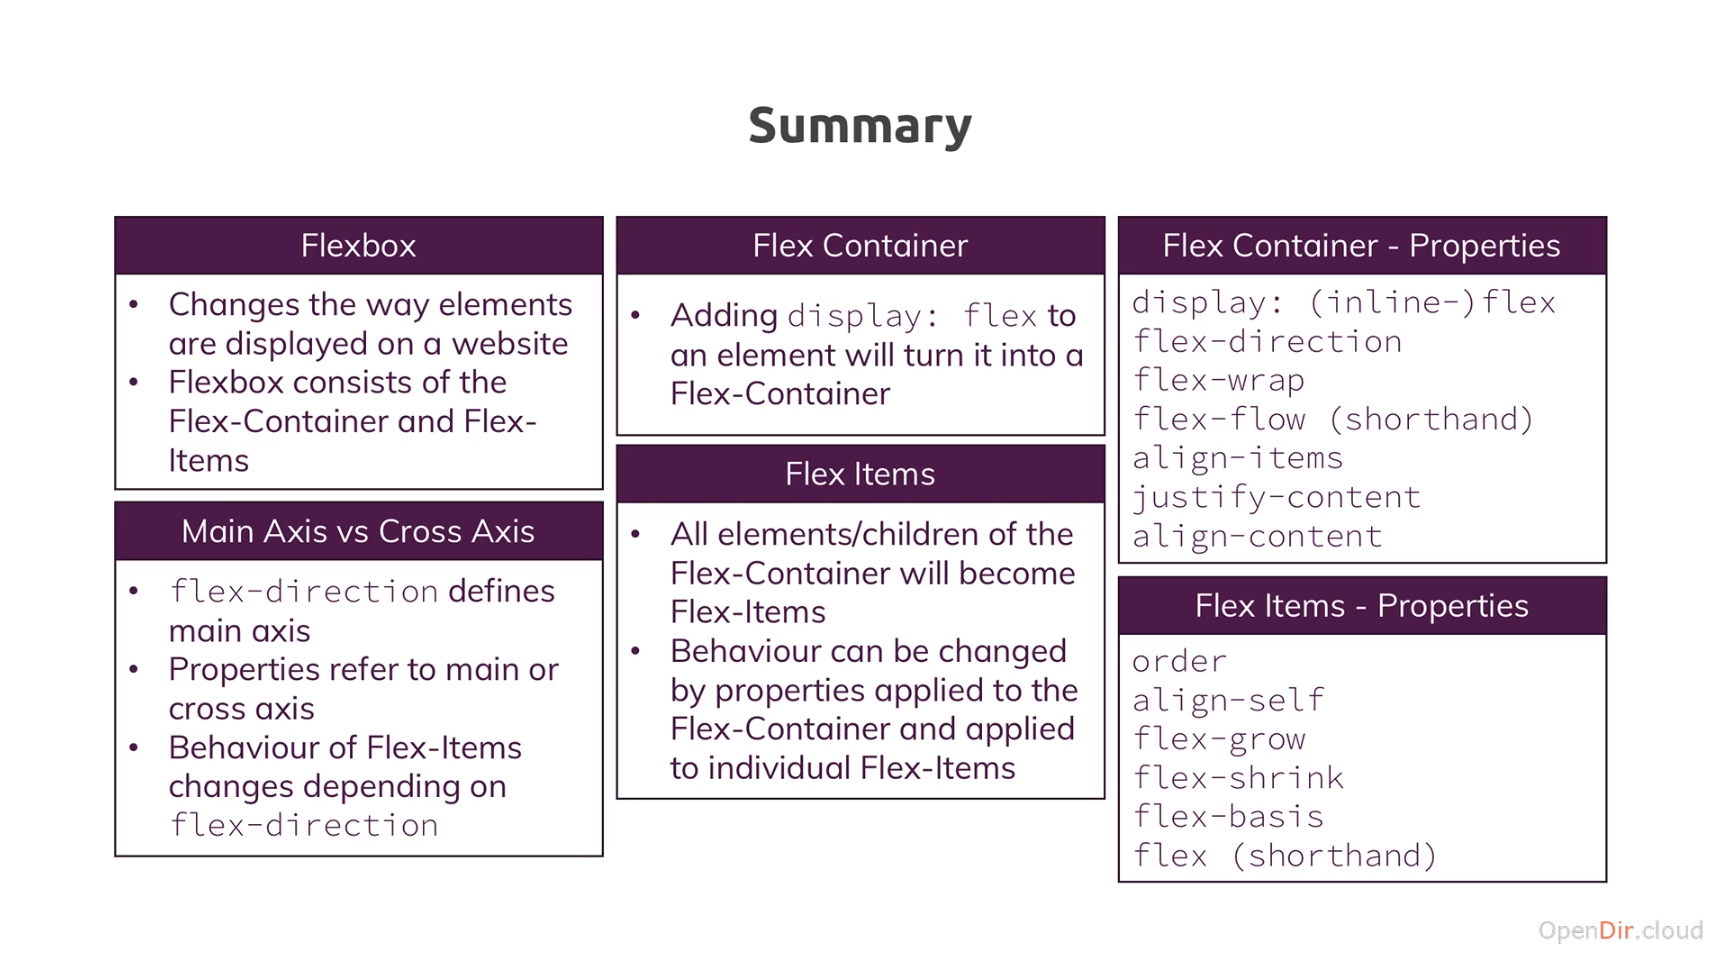 Summary
Flexbox
• Changes the way elements
are displayed on a website
• Flexbox consists of the
Flex-Container and Flex-
Items
Main Axis vs Cross Axis
• flex-direction defines
main axis
• Properties refer to main or
cross axis
• Behaviour of Flex-Items
changes depending on
flex-direction
Flex Container
• Adding display: flex to
an element will turn it into a
Flex-Container
Flex Items
• All elements/children of the
Flex-Container will become
Flex-Items
• Behaviour can be changed
by properties applied to the
Flex-Container and applied
to individual Flex-Items
Flex Container - Properties
display: (inline-)flex
flex-direction
flex-wrap
flex-flow (shorthand)
align-items
justify-content
align-content
Flex Items - Properties
order
align-self
flex-grow
flex-shrink
flex-basis
flex (shorthand)
OpenDir.cloud